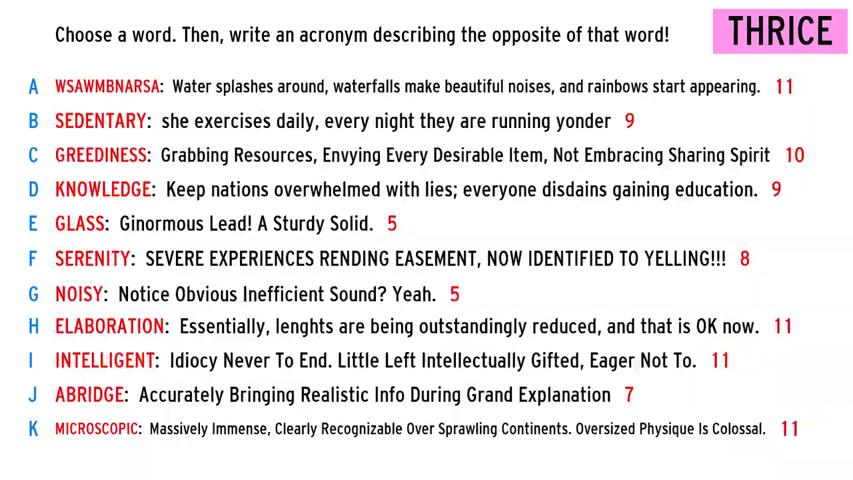 Choose a word. Then, write an acronym describing the opposite of that word!
THRICE
A WSAWMBNARSA: Water splashes around, waterfalls make beautiful noises, and rainbows start appearing. 11
B SEDENTARY: she exercises daily, every night they are running yonder 9
C GREEDINESS: Grabbing Resources, Envying Every Desirable Item, Not Embracing Sharing Spirit 10
D KNOWLEDGE: Keep nations overwhelmed with lies; everyone disdains gaining education. 9
E GLASS: Ginormous Lead! A Sturdy Solid. 5
F SERENITY: SEVERE EXPERIENCES RENDING EASEMENT, NOW IDENTIFIED TO YELLING!!! 8
G NOISY: Notice Obvious Inefficient Sound? Yeah. 5
H ELABORATION: Essentially, lenghts are being outstandingly reduced, and that is OK now. 11
I INTELLIGENT: Idiocy Never To End. Little Left Intellectually Gifted, Eager Not To. 11
J ABRIDGE: Accurately Bringing Realistic Info During Grand Explanation 7
K MICROSCOPIC: Massively Immense, Clearly Recognizable Over Sprawling Continents. Oversized Physique Is Colossal. 11